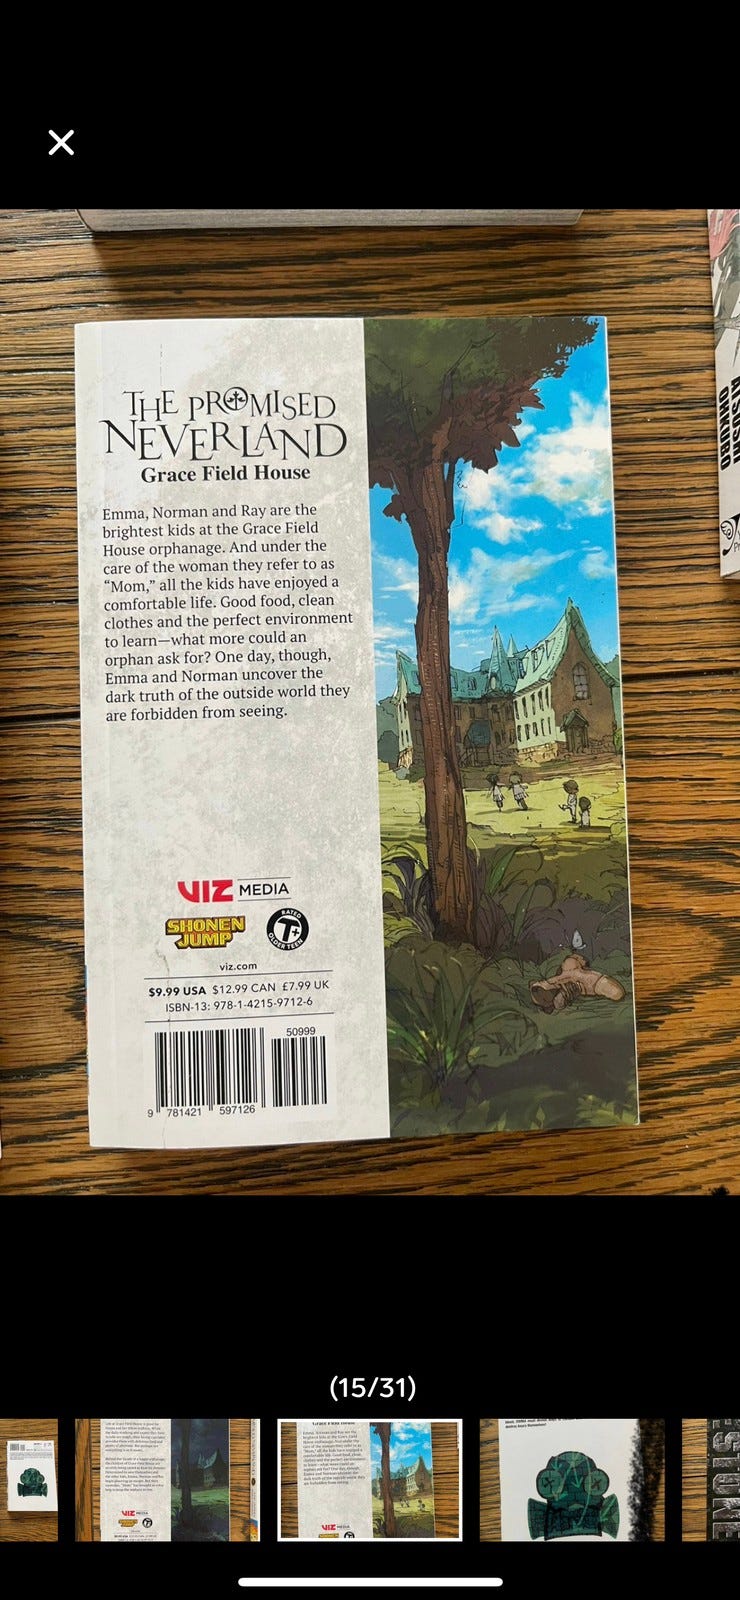 THE PROMISED
NEVERLAND
Grace Field House
Emma, Norman and Ray are the
brightest kids at the Grace Field
House orphanage. And under the
care of the woman they refer to as
“Mom,” all the kids have enjoyed a
comfortable life. Good food, clean
clothes and the perfect environment
to learn—what more could an
orphan ask for? One day, though,
Emma and Norman uncover the
dark truth of the outside world they
are forbidden from seeing.
VIZ MEDIA
SHONEN
JUMP
RATED
T+
OLDER TEEN
viz.com
$9.99 USA $12.99 CAN £7.99 UK
ISBN-13: 978-1-4215-9712-6
50999
9 781421 597126
(15/31)